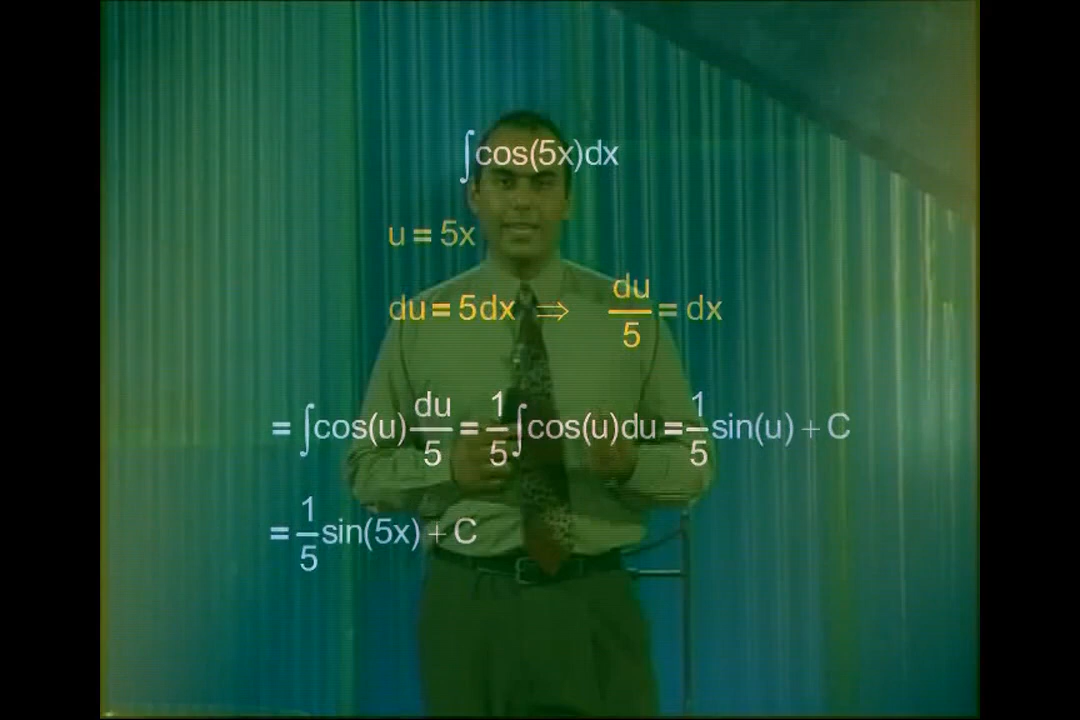 ∫cos(5x)dx
u = 5x
du = 5dx ⇒ du/5 = dx
= ∫cos(u) du/5 = 1/5 ∫cos(u)du = 1/5 sin(u) + C
= 1/5 sin(5x) + C